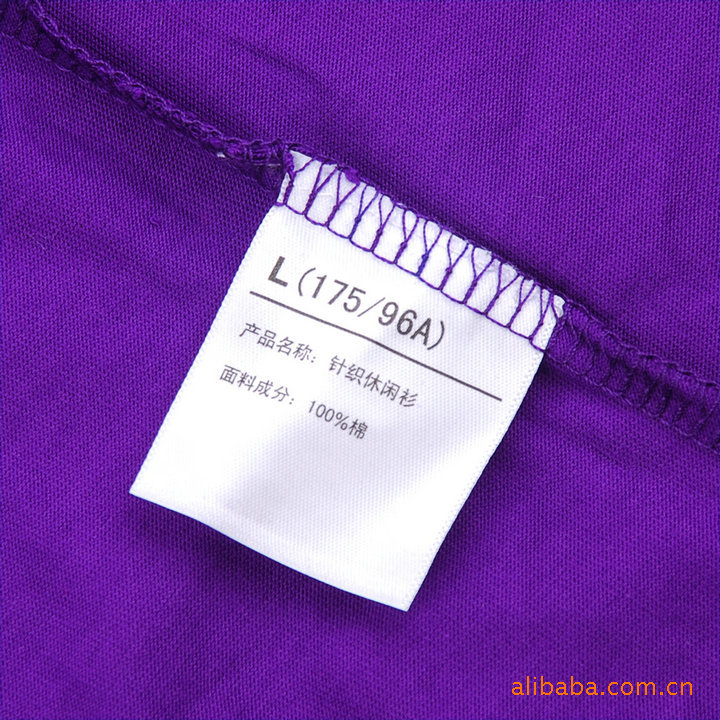 L(175/96A)
产品名称: 针织休闲衫
面料成分: 100%棉
alibaba.com.cn